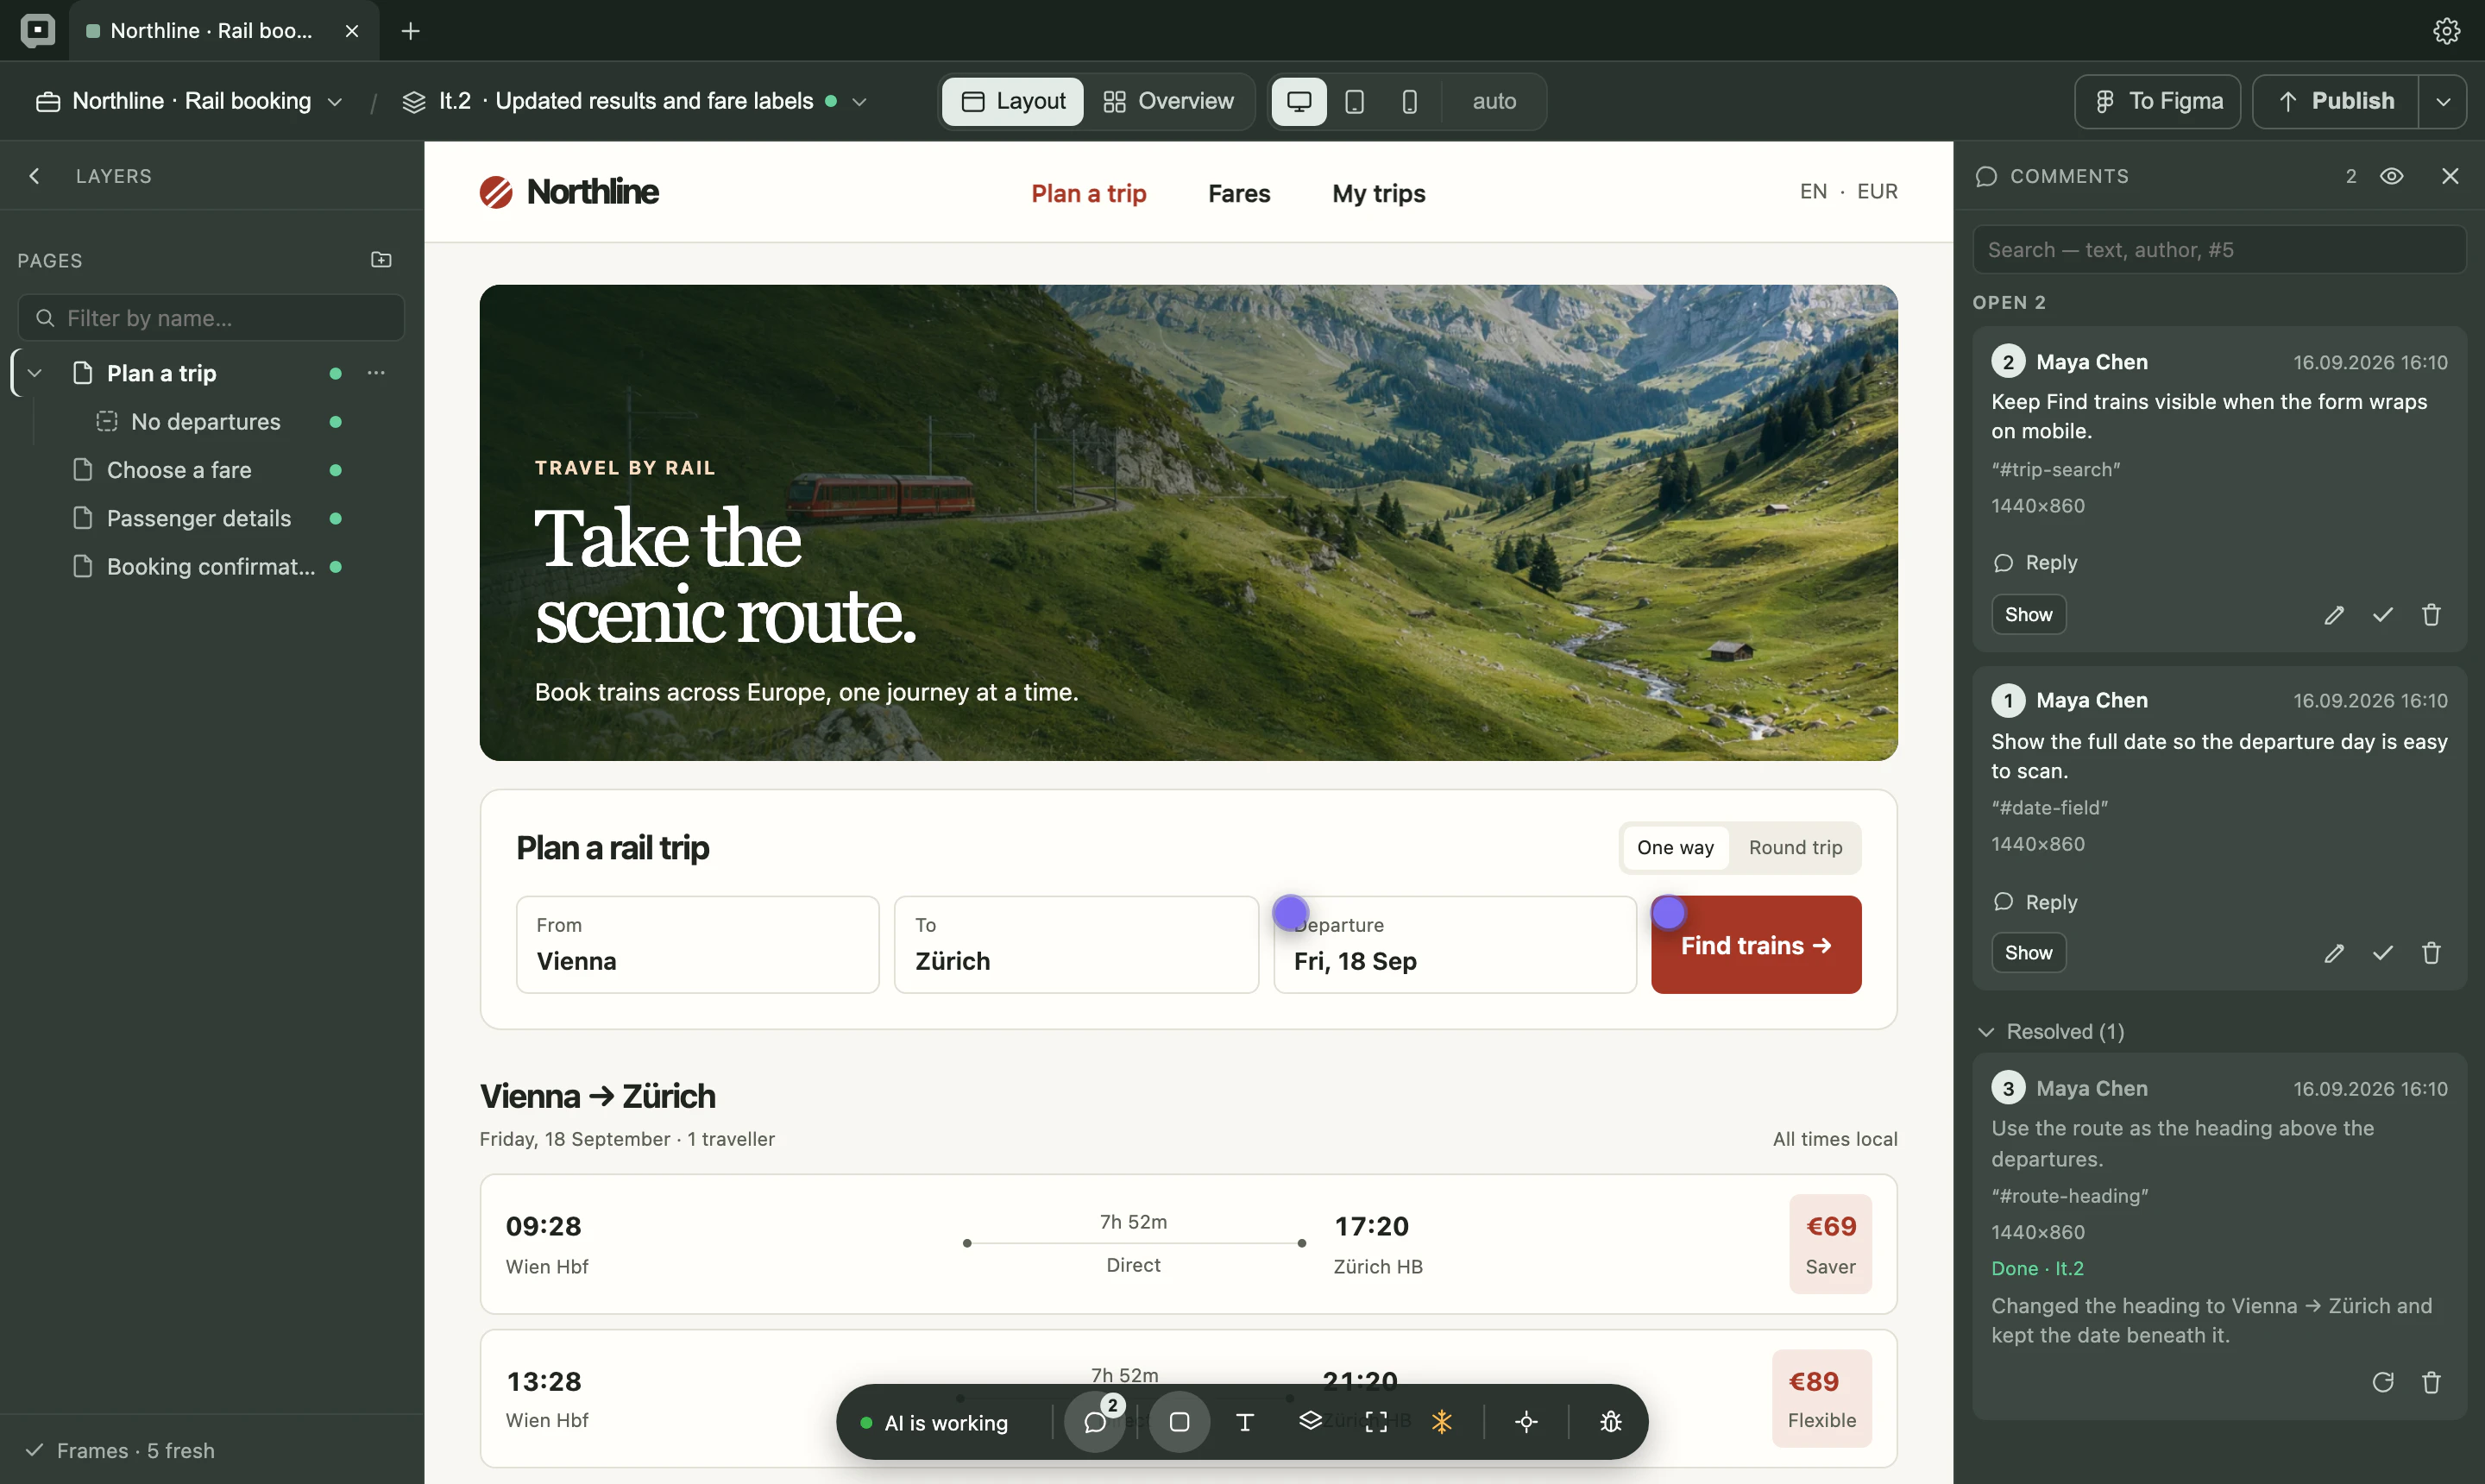 Northline · Rail boo...
Northline · Rail booking / It.2 · Updated results and fare labels
Layout
Overview
auto
To Figma
Publish
LAYERS
PAGES
Filter by name...
Plan a trip
No departures
Choose a fare
Passenger details
Booking confirmat...
Frames · 5 fresh
Northline
Plan a trip
Fares
My trips
EN · EUR
TRAVEL BY RAIL
Take the
scenic route.
Book trains across Europe, one journey at a time.
Plan a rail trip
One way
Round trip
From
Vienna
To
Zürich
Departure
Fri, 18 Sep
Find trains →
Vienna → Zürich
Friday, 18 September · 1 traveller
All times local
09:28
Wien Hbf
7h 52m
Direct
17:20
Zürich HB
€69
Saver
13:28
Wien Hbf
7h 52m
21:20
Zürich HB
€89
Flexible
AI is working
2
COMMENTS
2
Search — text, author, #5
OPEN 2
2 Maya Chen 16.09.2026 16:10
Keep Find trains visible when the form wraps
on mobile.
“#trip-search”
1440×860
Reply
Show
1 Maya Chen 16.09.2026 16:10
Show the full date so the departure day is easy
to scan.
“#date-field”
1440×860
Reply
Show
Resolved (1)
3 Maya Chen 16.09.2026 16:10
Use the route as the heading above the
departures.
“#route-heading”
1440×860
Done · It.2
Changed the heading to Vienna → Zürich and
kept the date beneath it.